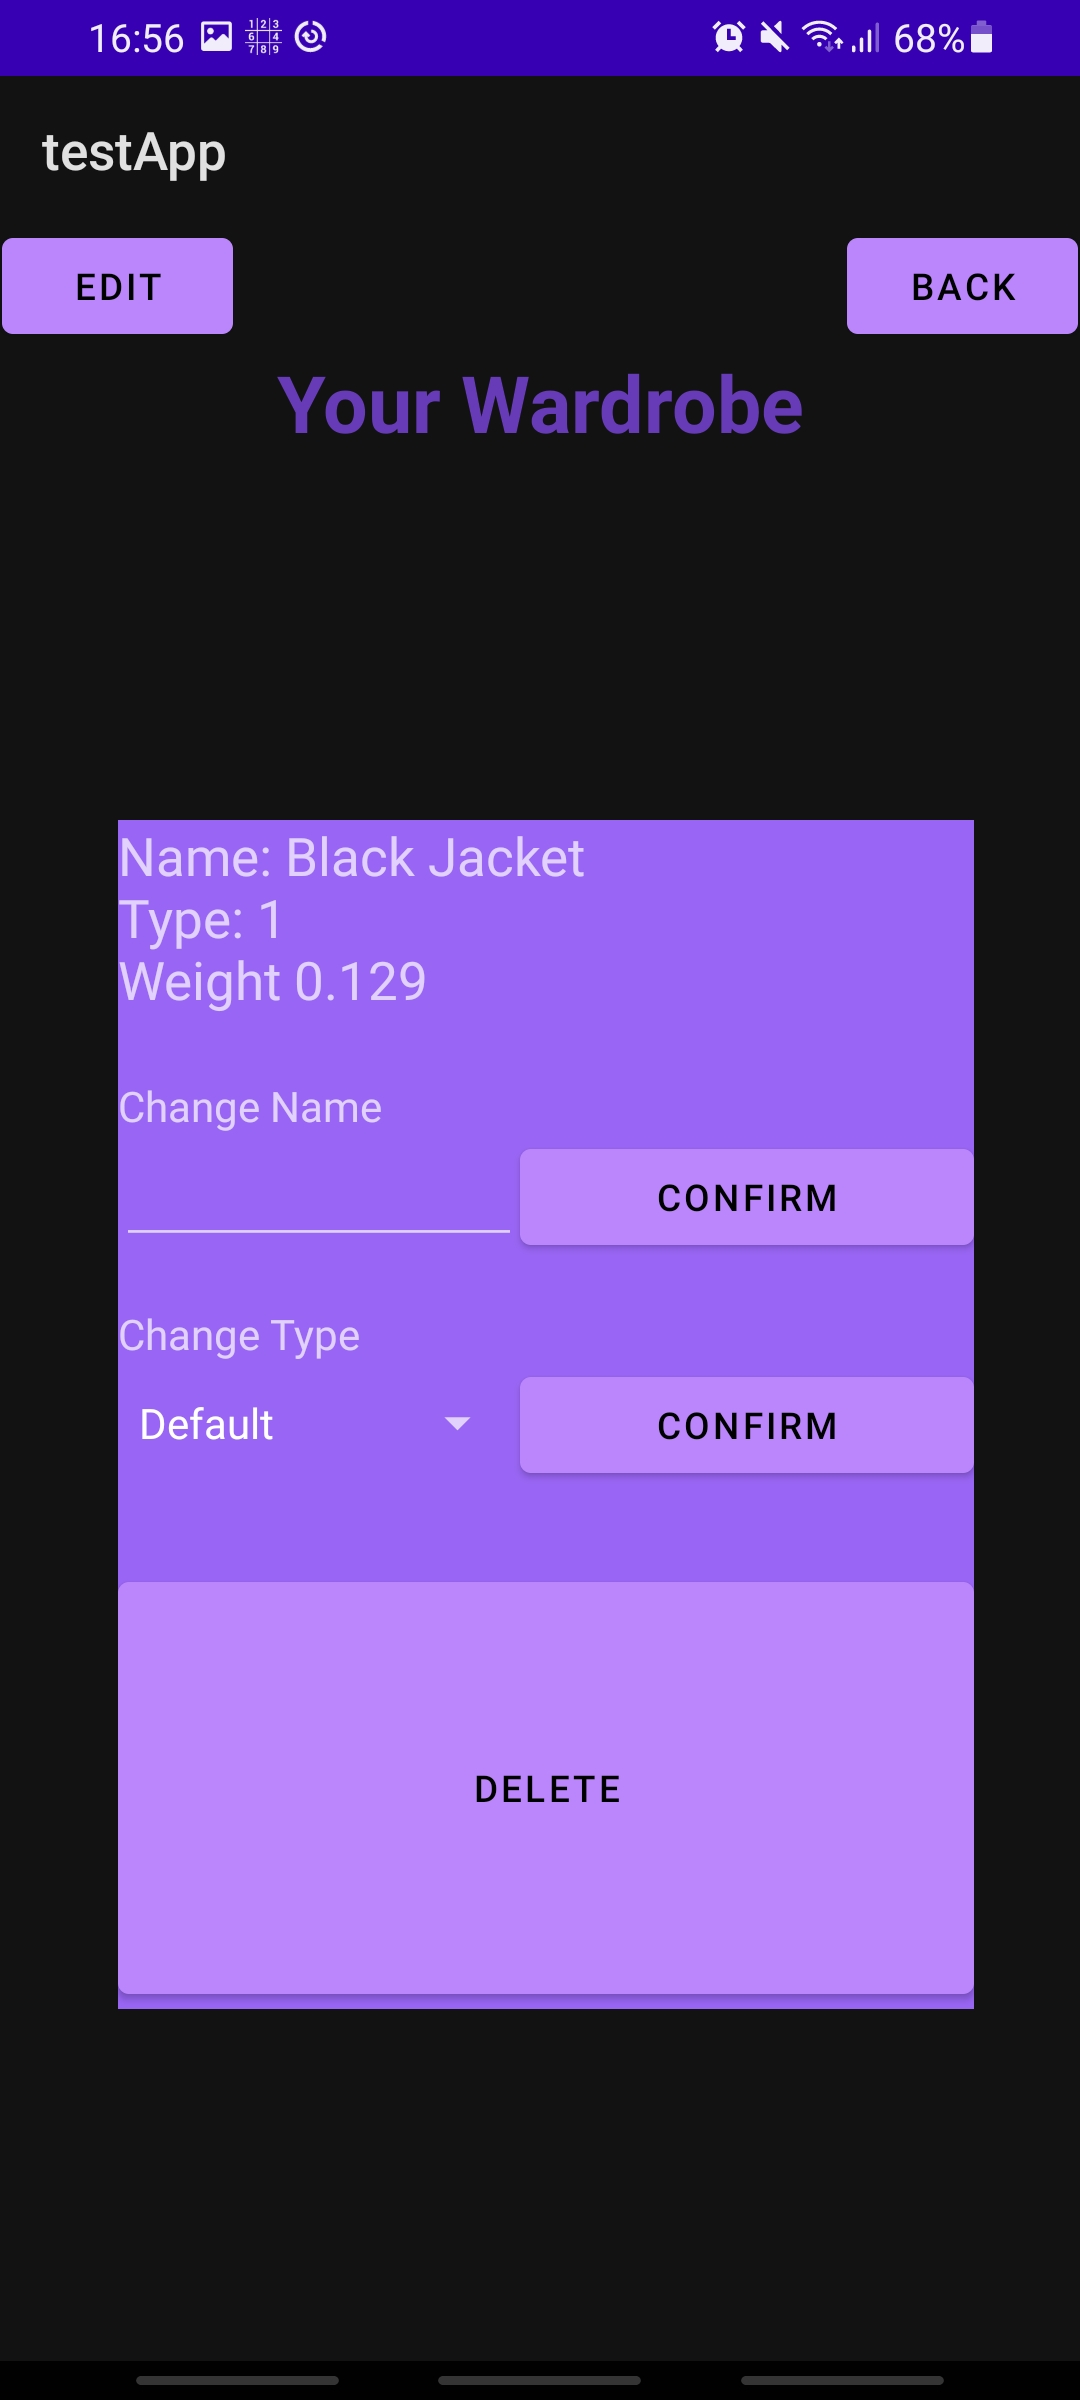 16:56 68%
testApp
EDIT BACK
Your Wardrobe
Name: Black Jacket
Type: 1
Weight 0.129
Change Name
CONFIRM
Change Type
Default CONFIRM
DELETE